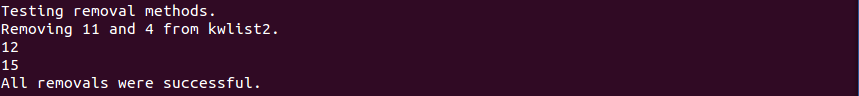 Testing removal methods.
Removing 11 and 4 from kwlist2.
12
15
All removals were successful.